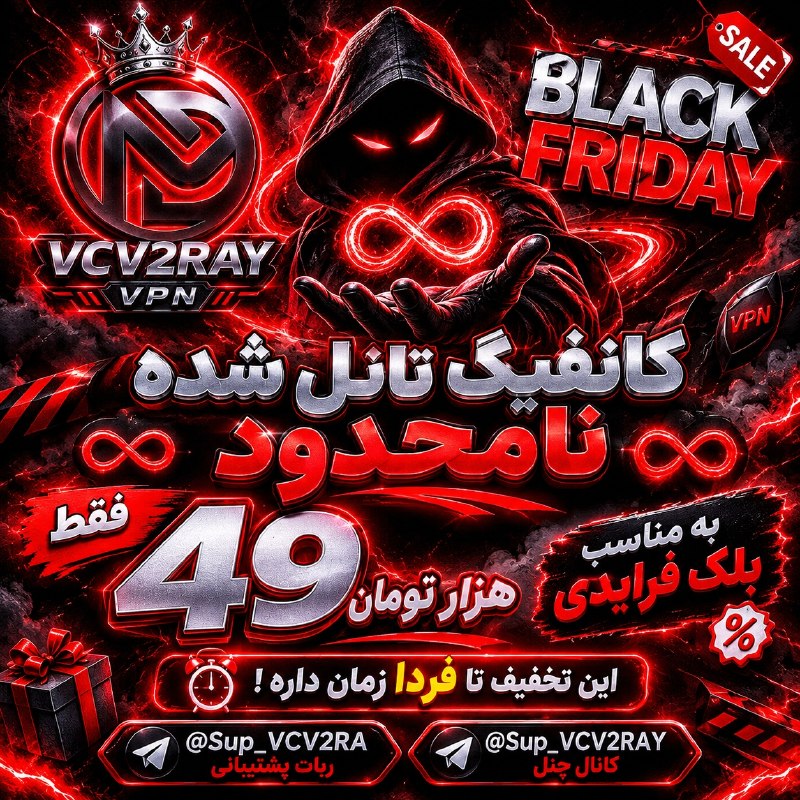 SALE
BLACK
FRIDAY
VCV2RAY
VPN
VPN
کانفیگ تانل شده
نامحدود
فقط
49
هزار تومان
به مناسب
بلک فرایدی
%
این تخفیف تا فردا زمان داره !
@Sup_VCV2RA
ربات پشتیبانی
@Sup_VCV2RAY
کانال چنل